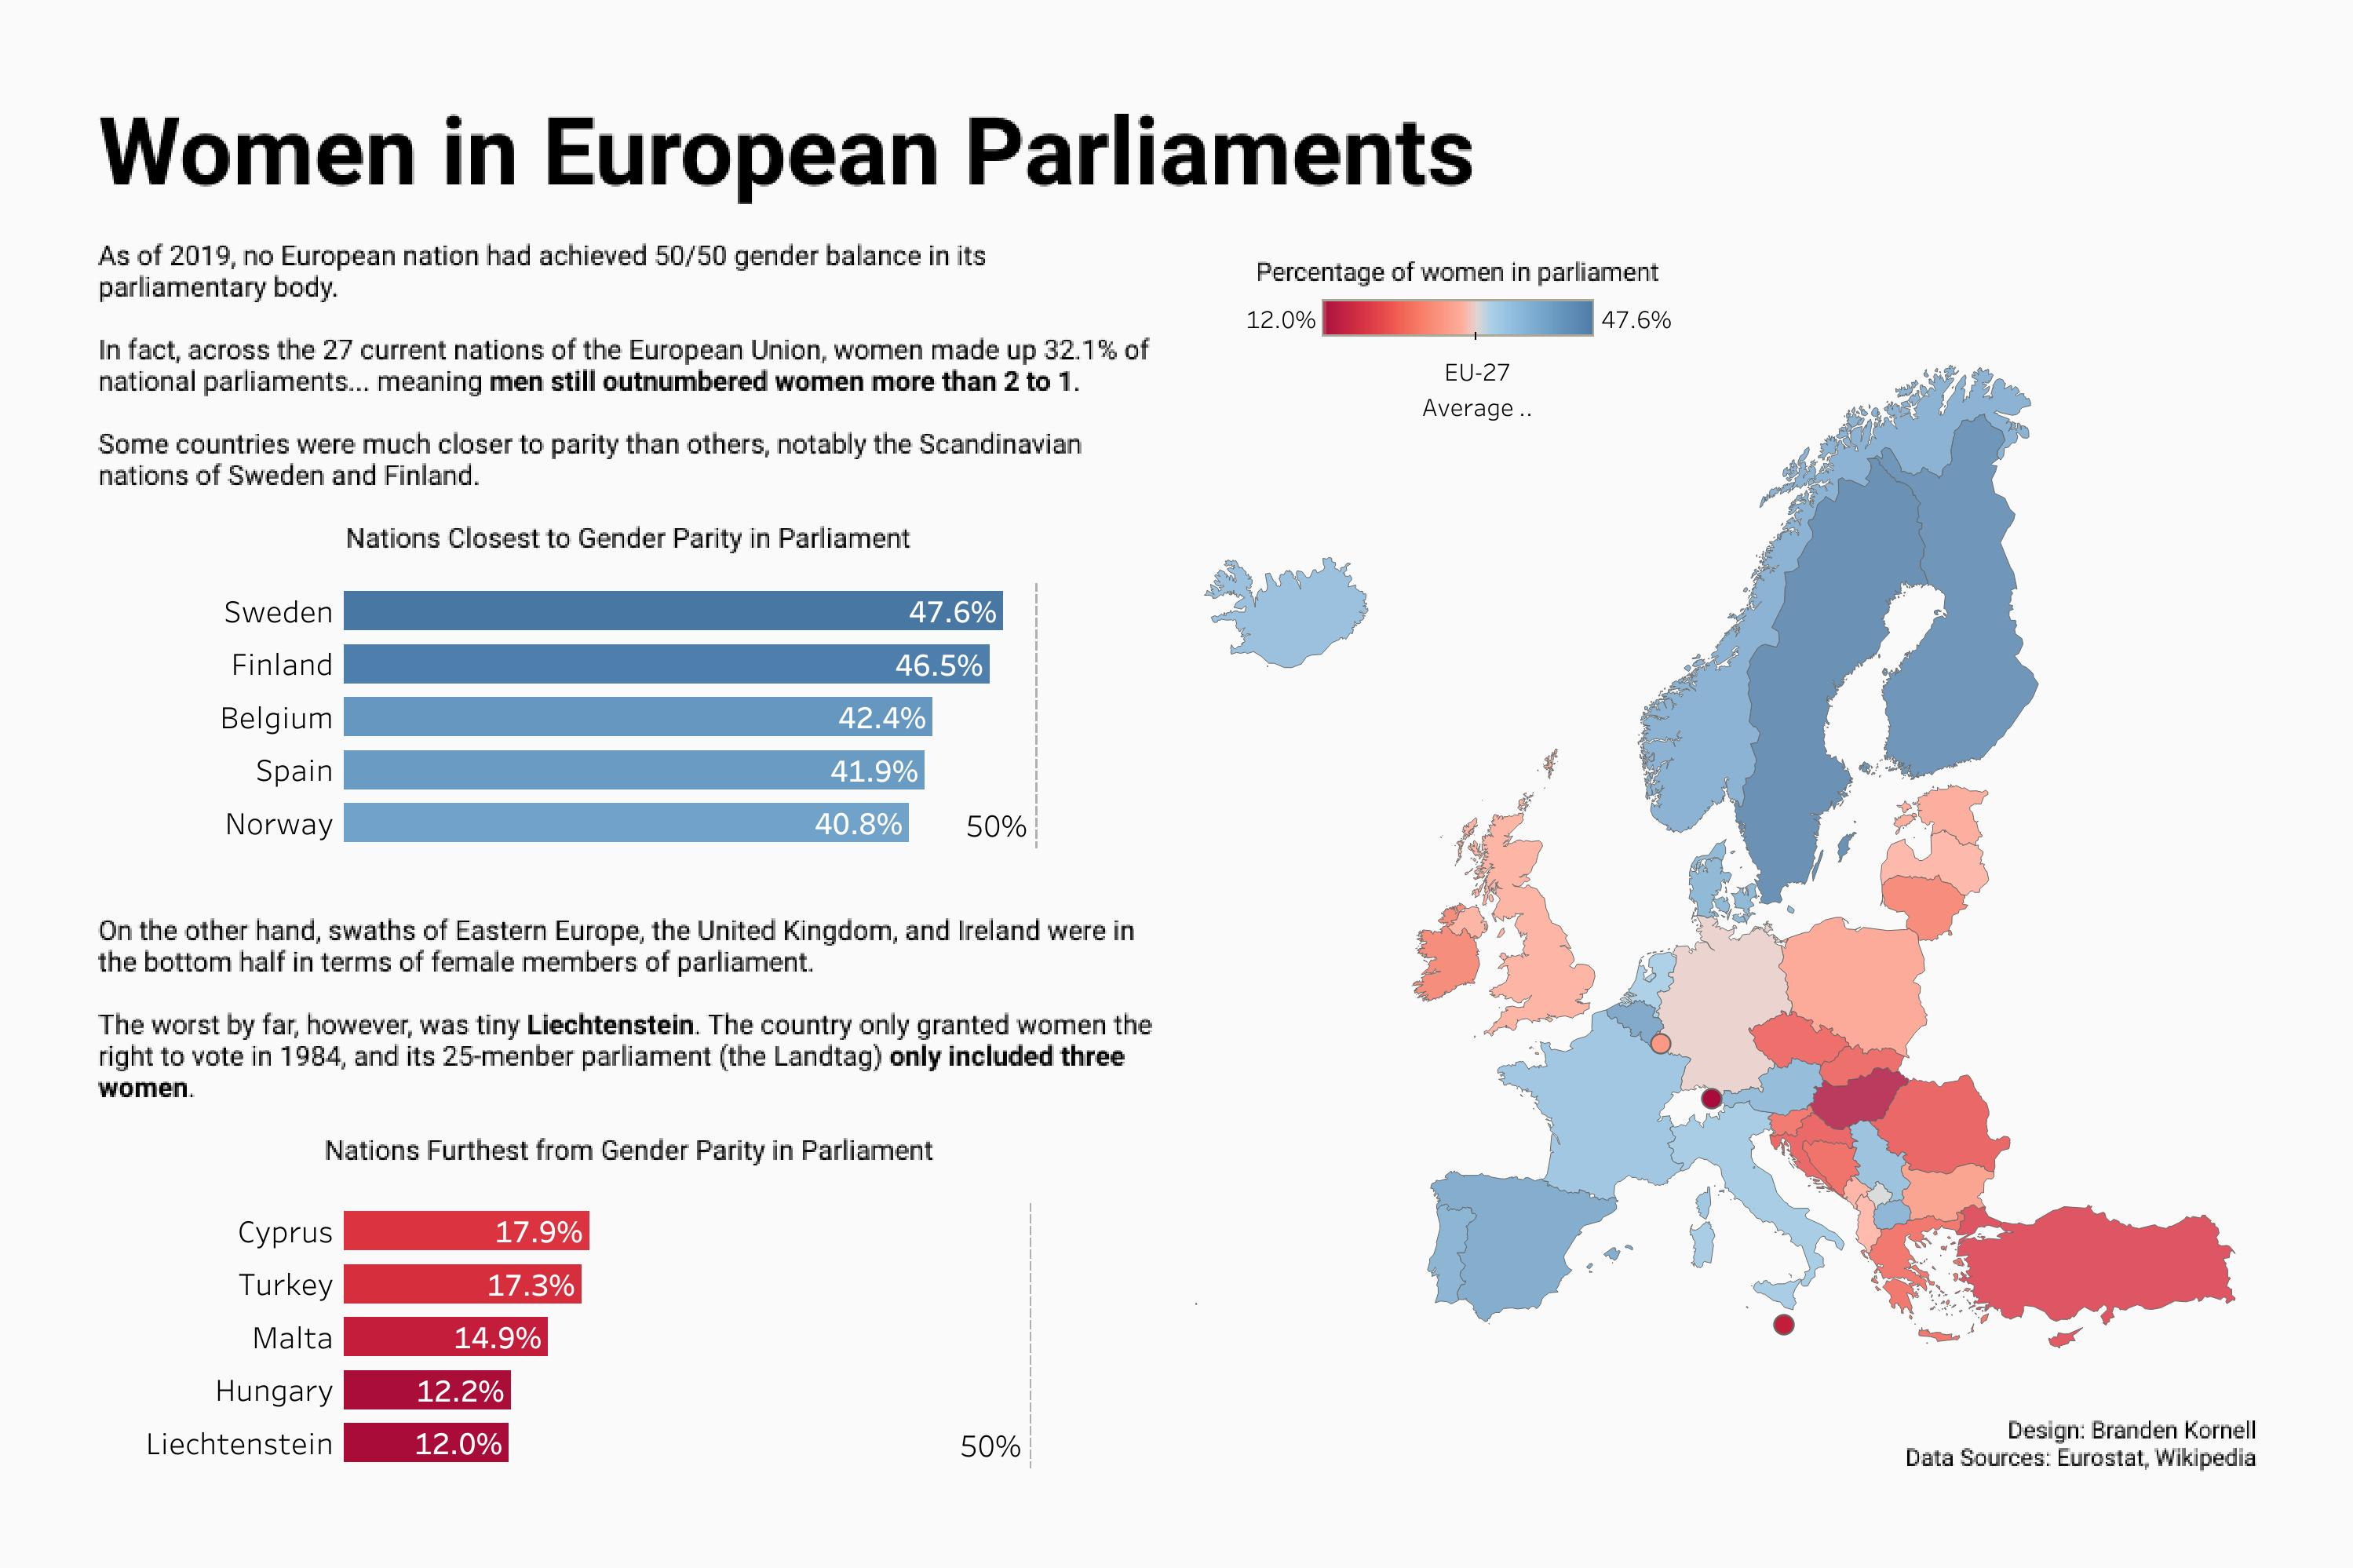 Women in European Parliaments
As of 2019, no European nation had achieved 50/50 gender balance in its
parliamentary body.
In fact, across the 27 current nations of the European Union, women made up 32.1% of
national parliaments... meaning men still outnumbered women more than 2 to 1.
Some countries were much closer to parity than others, notably the Scandinavian
nations of Sweden and Finland.
Nations Closest to Gender Parity in Parliament
Sweden 47.6%
Finland 46.5%
Belgium 42.4%
Spain 41.9%
Norway 40.8% 50%
On the other hand, swaths of Eastern Europe, the United Kingdom, and Ireland were in
the bottom half in terms of female members of parliament.
The worst by far, however, was tiny Liechtenstein. The country only granted women the
right to vote in 1984, and its 25-menber parliament (the Landtag) only included three
women.
Nations Furthest from Gender Parity in Parliament
Cyprus 17.9%
Turkey 17.3%
Malta 14.9%
Hungary 12.2%
Liechtenstein 12.0% 50%
Percentage of women in parliament
12.0% 47.6%
EU-27
Average ..
Design: Branden Kornell
Data Sources: Eurostat, Wikipedia